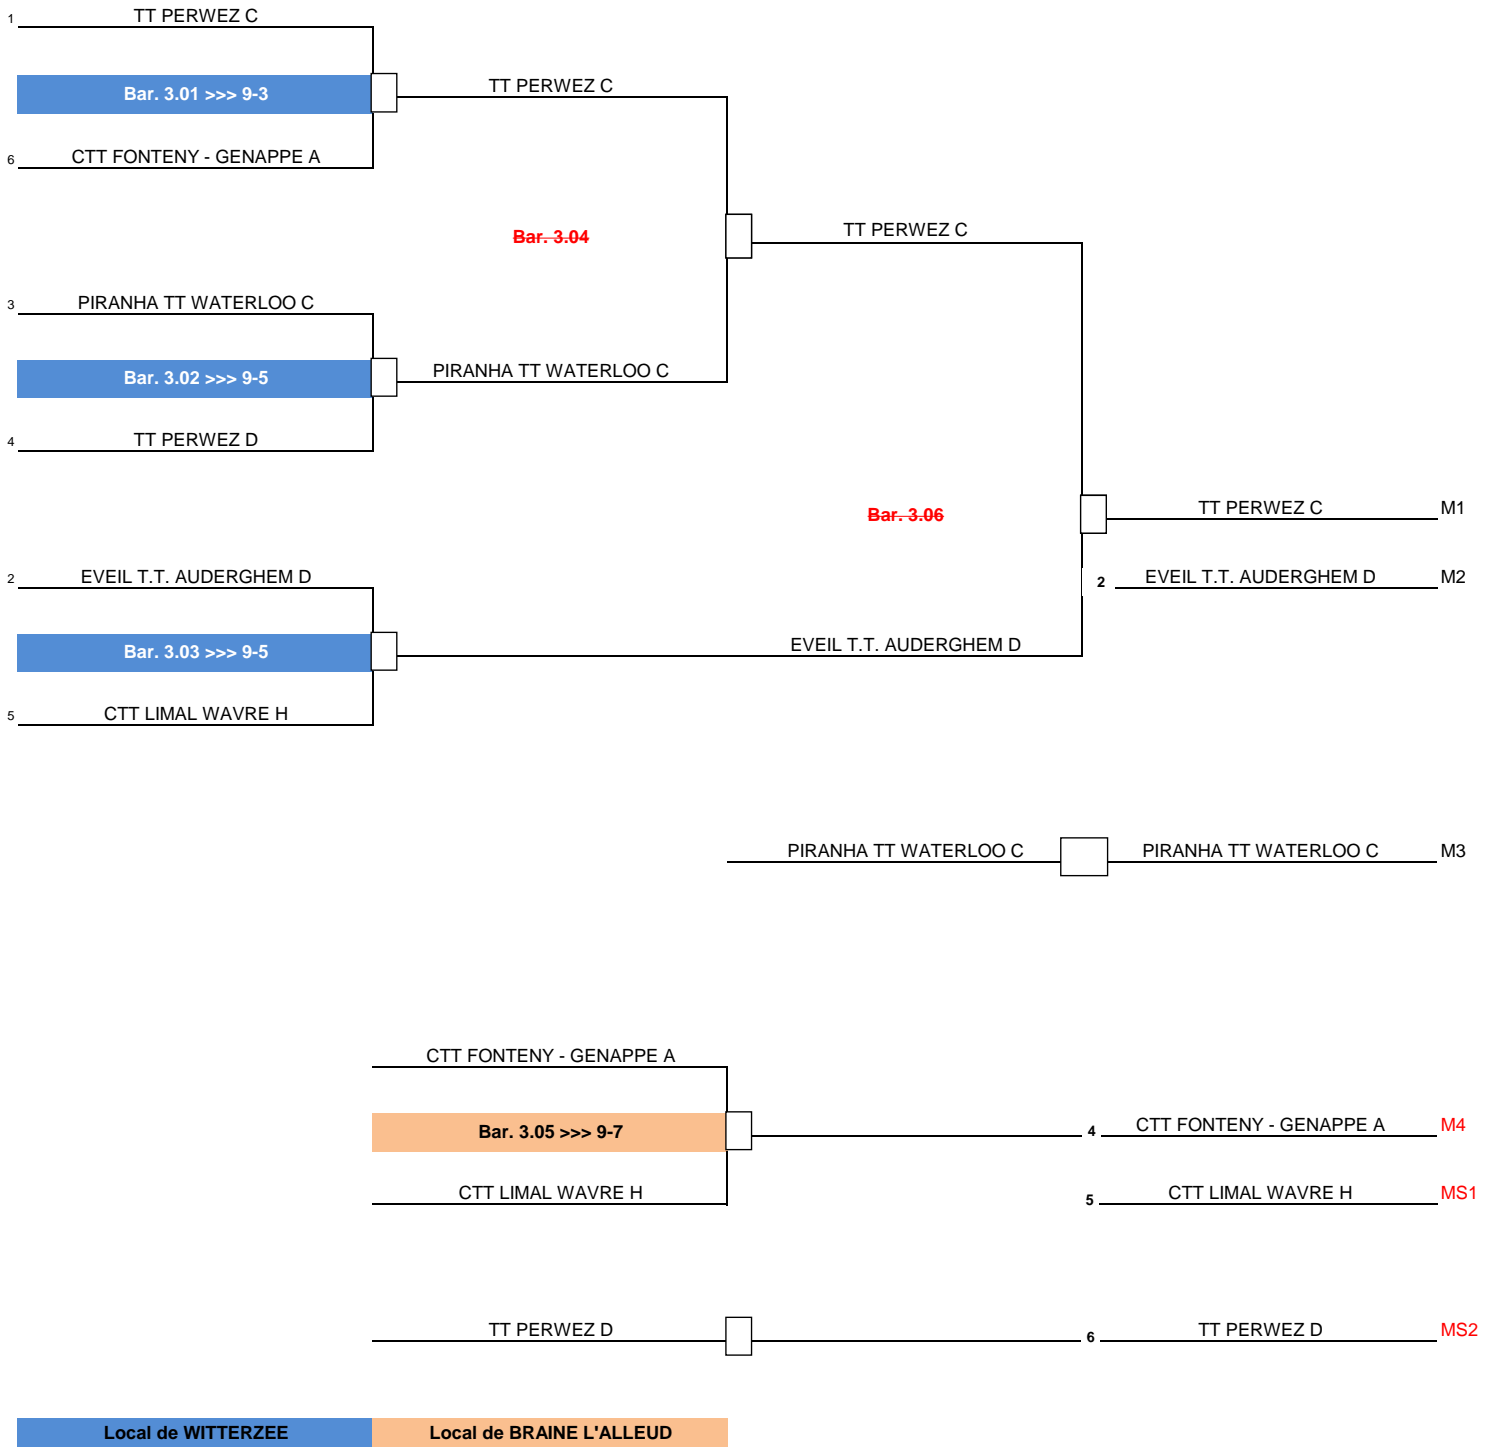 1 TT PERWEZ C
Bar. 3.01 >>> 9-3
TT PERWEZ C
6 CTT FONTENY - GENAPPE A
Bar. 3.04
TT PERWEZ C
3 PIRANHA TT WATERLOO C
Bar. 3.02 >>> 9-5
PIRANHA TT WATERLOO C
4 TT PERWEZ D
Bar. 3.06
TT PERWEZ C M1
2 EVEIL T.T. AUDERGHEM D
2 EVEIL T.T. AUDERGHEM D M2
Bar. 3.03 >>> 9-5
EVEIL T.T. AUDERGHEM D
5 CTT LIMAL WAVRE H
PIRANHA TT WATERLOO C PIRANHA TT WATERLOO C M3
CTT FONTENY - GENAPPE A
Bar. 3.05 >>> 9-7
4 CTT FONTENY - GENAPPE A M4
CTT LIMAL WAVRE H
5 CTT LIMAL WAVRE H MS1
TT PERWEZ D
6 TT PERWEZ D MS2
Local de WITTERZEE Local de BRAINE L'ALLEUD